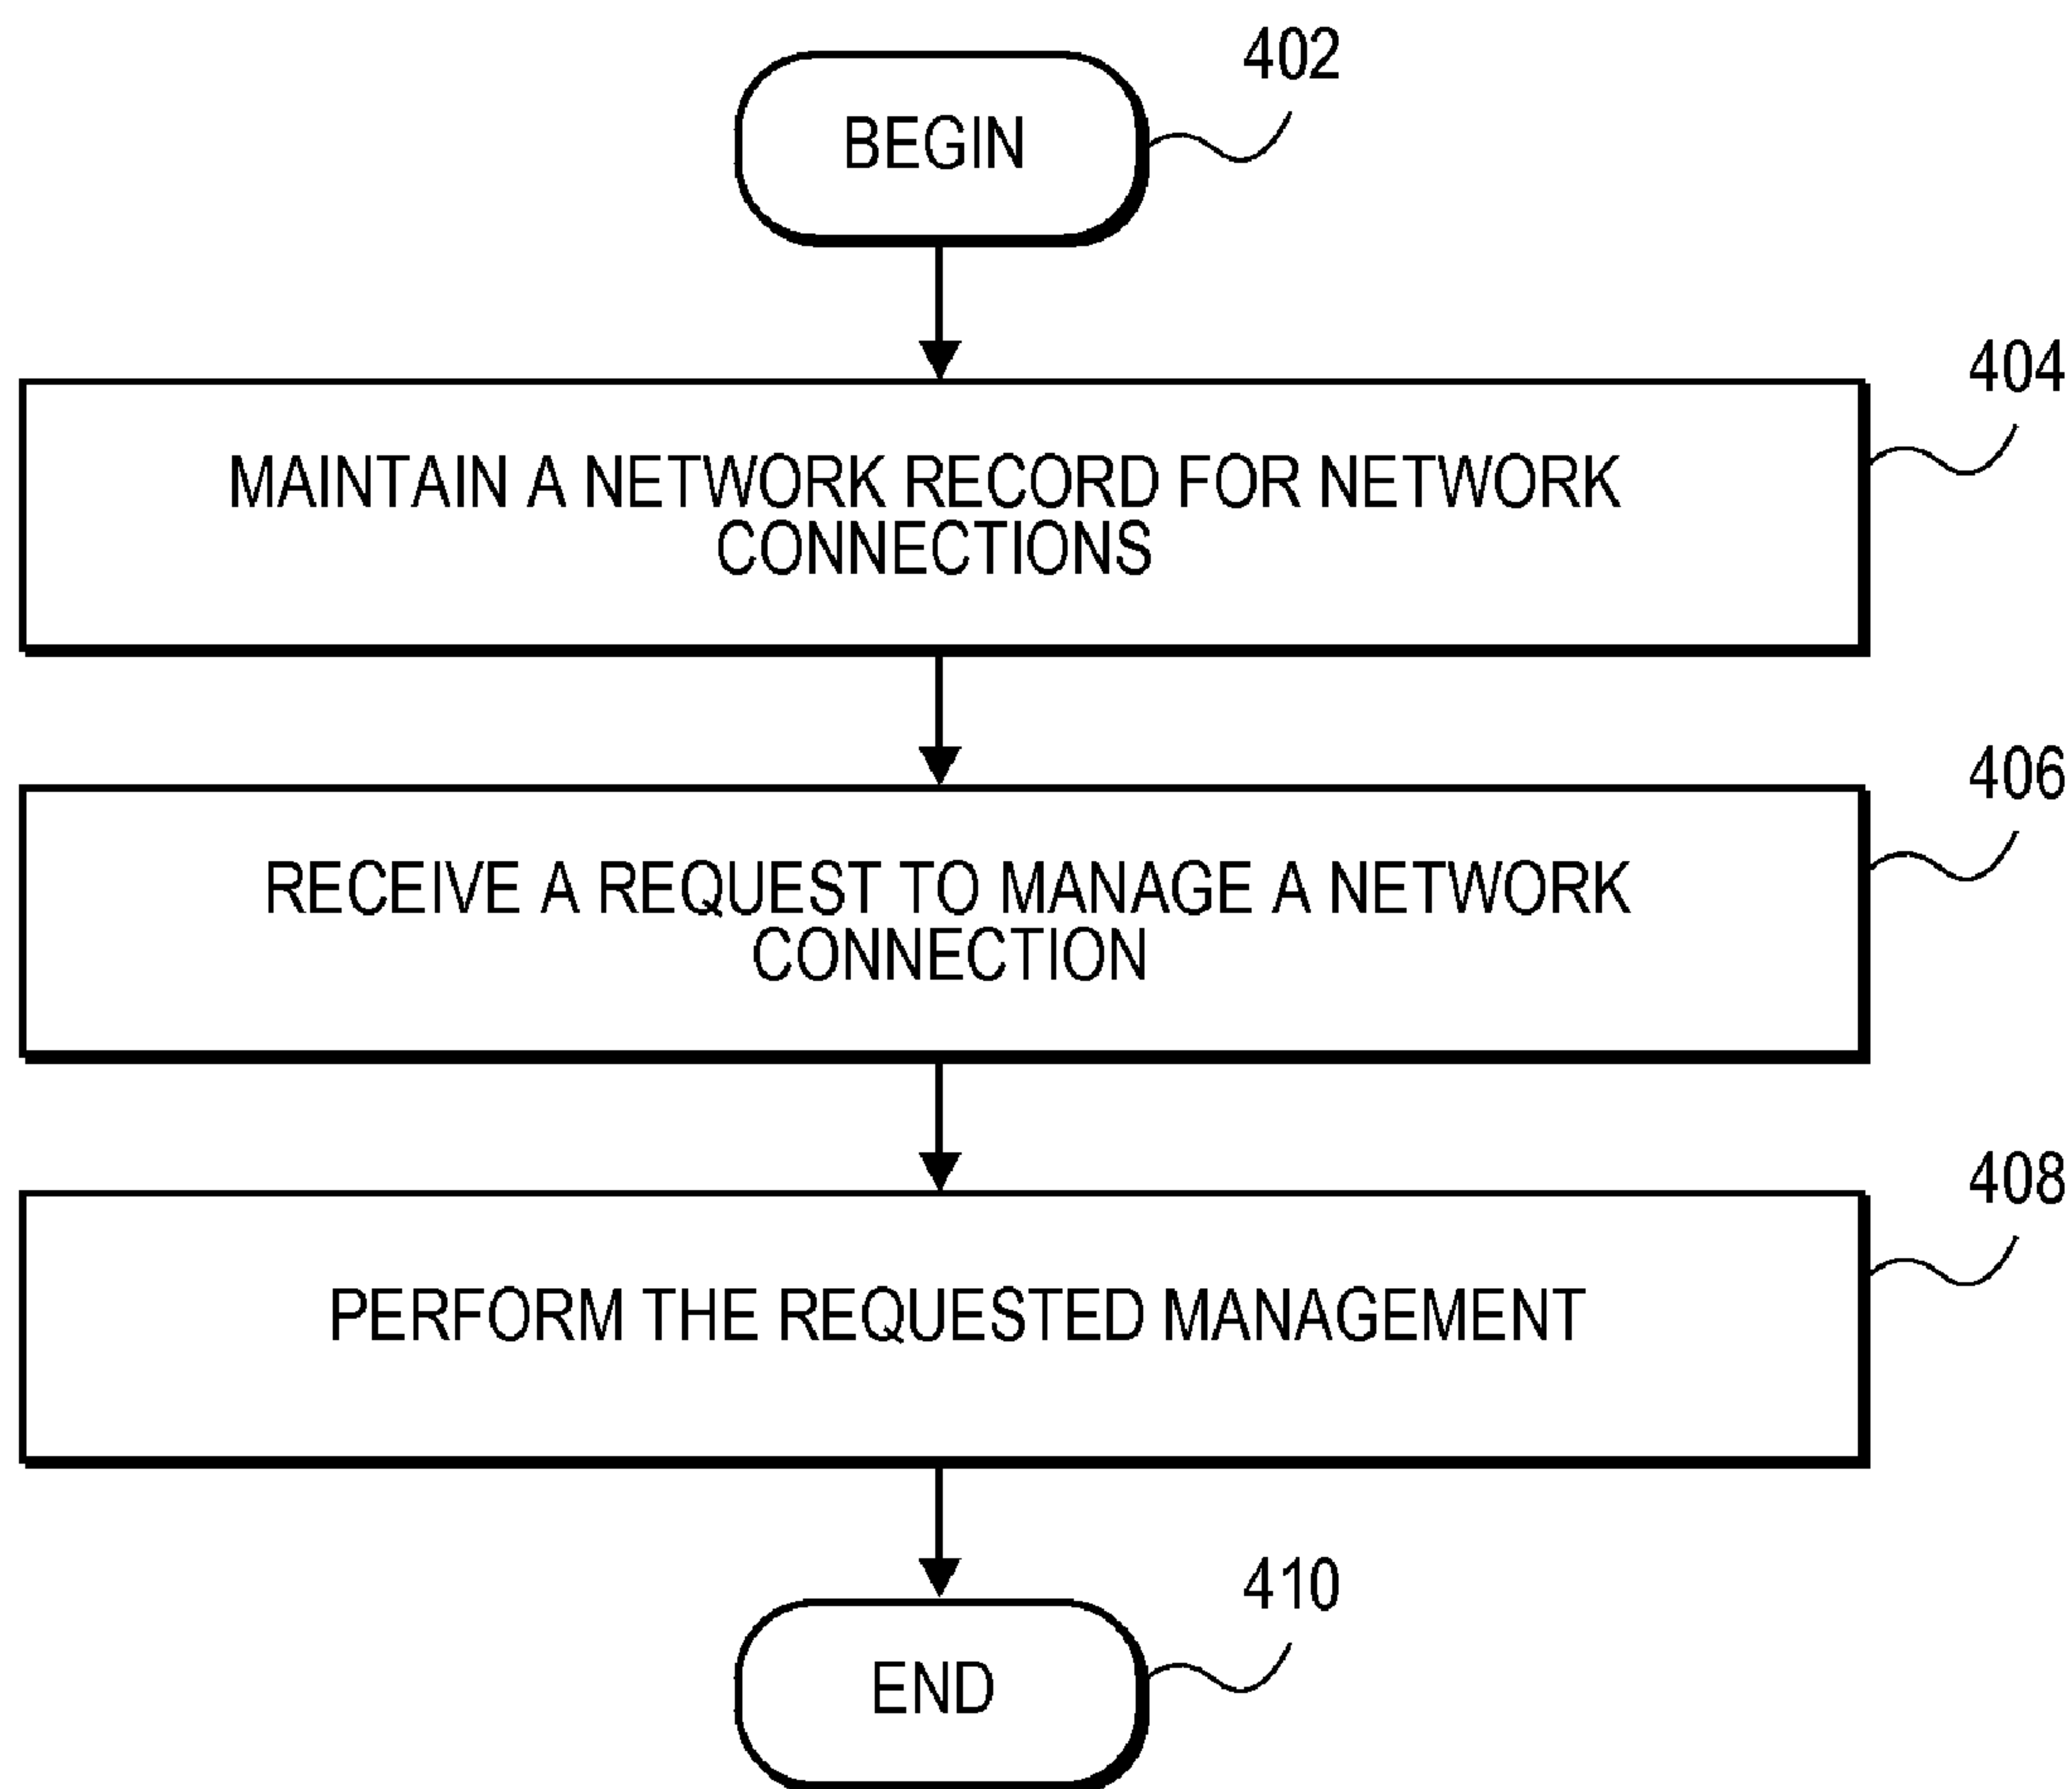 402
BEGIN
404
MAINTAIN A NETWORK RECORD FOR NETWORK
CONNECTIONS
406
RECEIVE A REQUEST TO MANAGE A NETWORK
CONNECTION
408
PERFORM THE REQUESTED MANAGEMENT
410
END